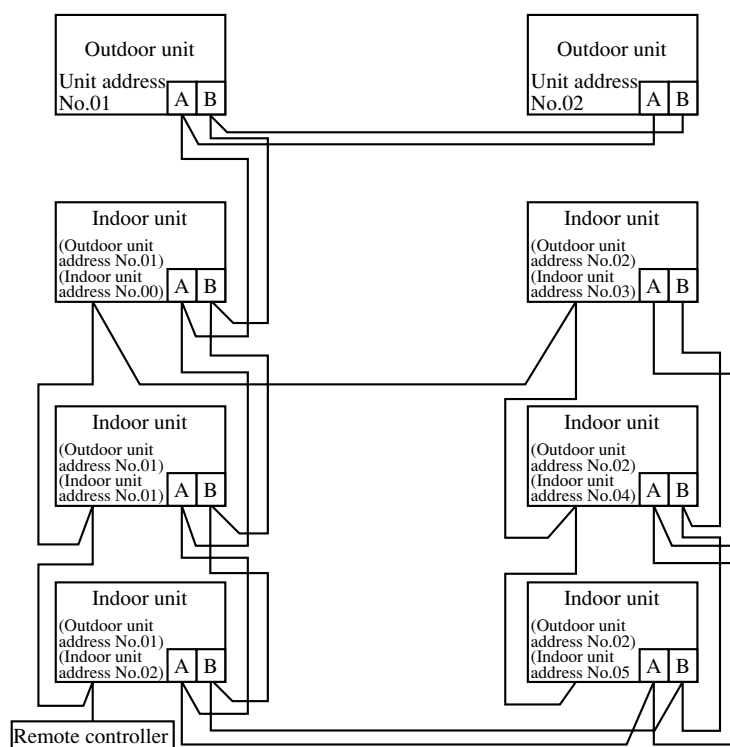 Outdoor unit
Unit address
No.01
A B
Outdoor unit
Unit address
No.02
A B
Indoor unit
(Outdoor unit
address No.01)
(Indoor unit
address No.00)
A B
Indoor unit
(Outdoor unit
address No.02)
(Indoor unit
address No.03)
A B
Indoor unit
(Outdoor unit
address No.01)
(Indoor unit
address No.01)
A B
Indoor unit
(Outdoor unit
address No.02)
(Indoor unit
address No.04)
A B
Indoor unit
(Outdoor unit
address No.01)
(Indoor unit
address No.02)
A B
Indoor unit
(Outdoor unit
address No.02)
(Indoor unit
address No.05
A B
Remote controller